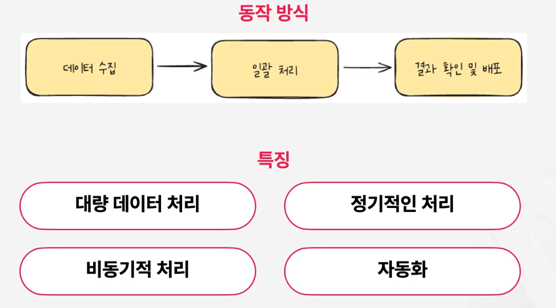 동작 방식
데이터 수집
일괄 처리
결과 확인 및 배포
특징
대량 데이터 처리
정기적인 처리
비동기적 처리
자동화